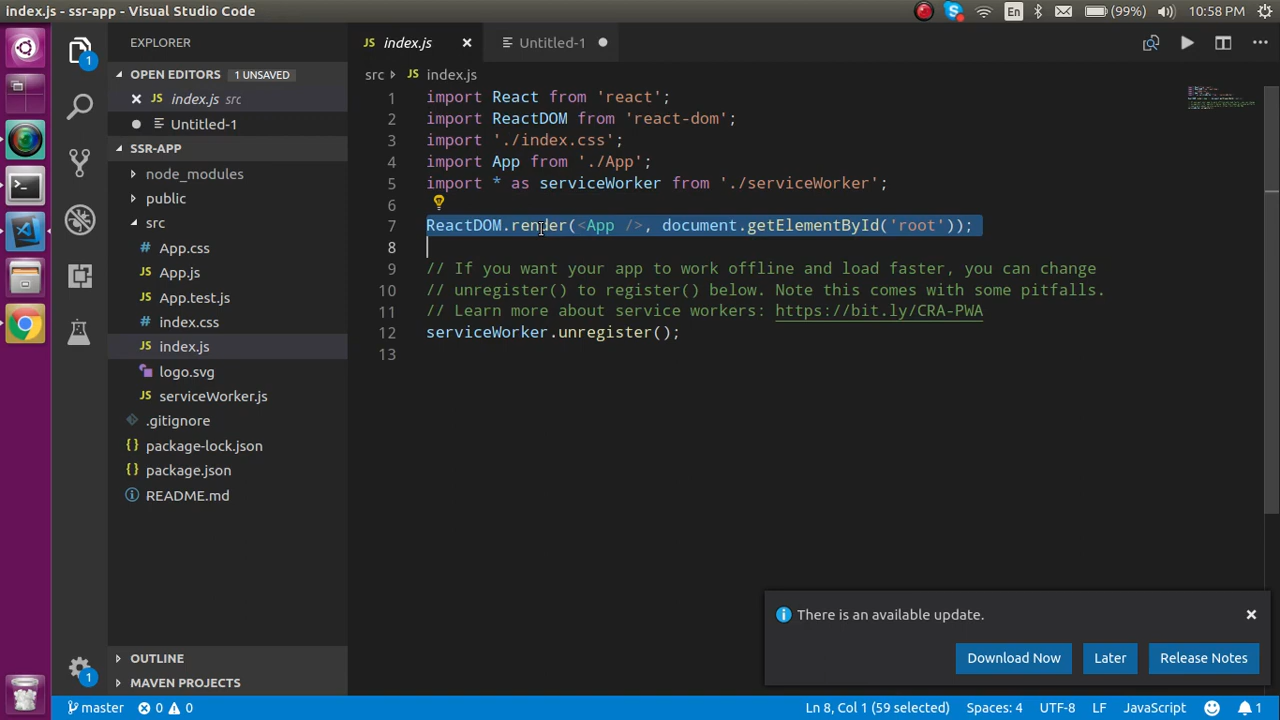 index.js - ssr-app - Visual Studio Code
En
(99%)
10:58 PM
EXPLORER
OPEN EDITORS 1 UNSAVED
JS index.js src
Untitled-1
SSR-APP
node_modules
public
src
# App.css
JS App.js
JS App.test.js
# index.css
JS index.js
logo.svg
JS serviceWorker.js
.gitignore
{} package-lock.json
{} package.json
README.md
OUTLINE
MAVEN PROJECTS
1
1
JS index.js
Untitled-1
src JS index.js
1 import React from 'react';
2 import ReactDOM from 'react-dom';
3 import './index.css';
4 import App from './App';
5 import * as serviceWorker from './serviceWorker';
6
7 ReactDOM.render(<App />, document.getElementById('root'));
8
9 // If you want your app to work offline and load faster, you can change
10 // unregister() to register() below. Note this comes with some pitfalls.
11 // Learn more about service workers: https://bit.ly/CRA-PWA
12 serviceWorker.unregister();
13
There is an available update.
Download Now Later Release Notes
master 0 0 Ln 8, Col 1 (59 selected) Spaces: 4 UTF-8 LF JavaScript 1